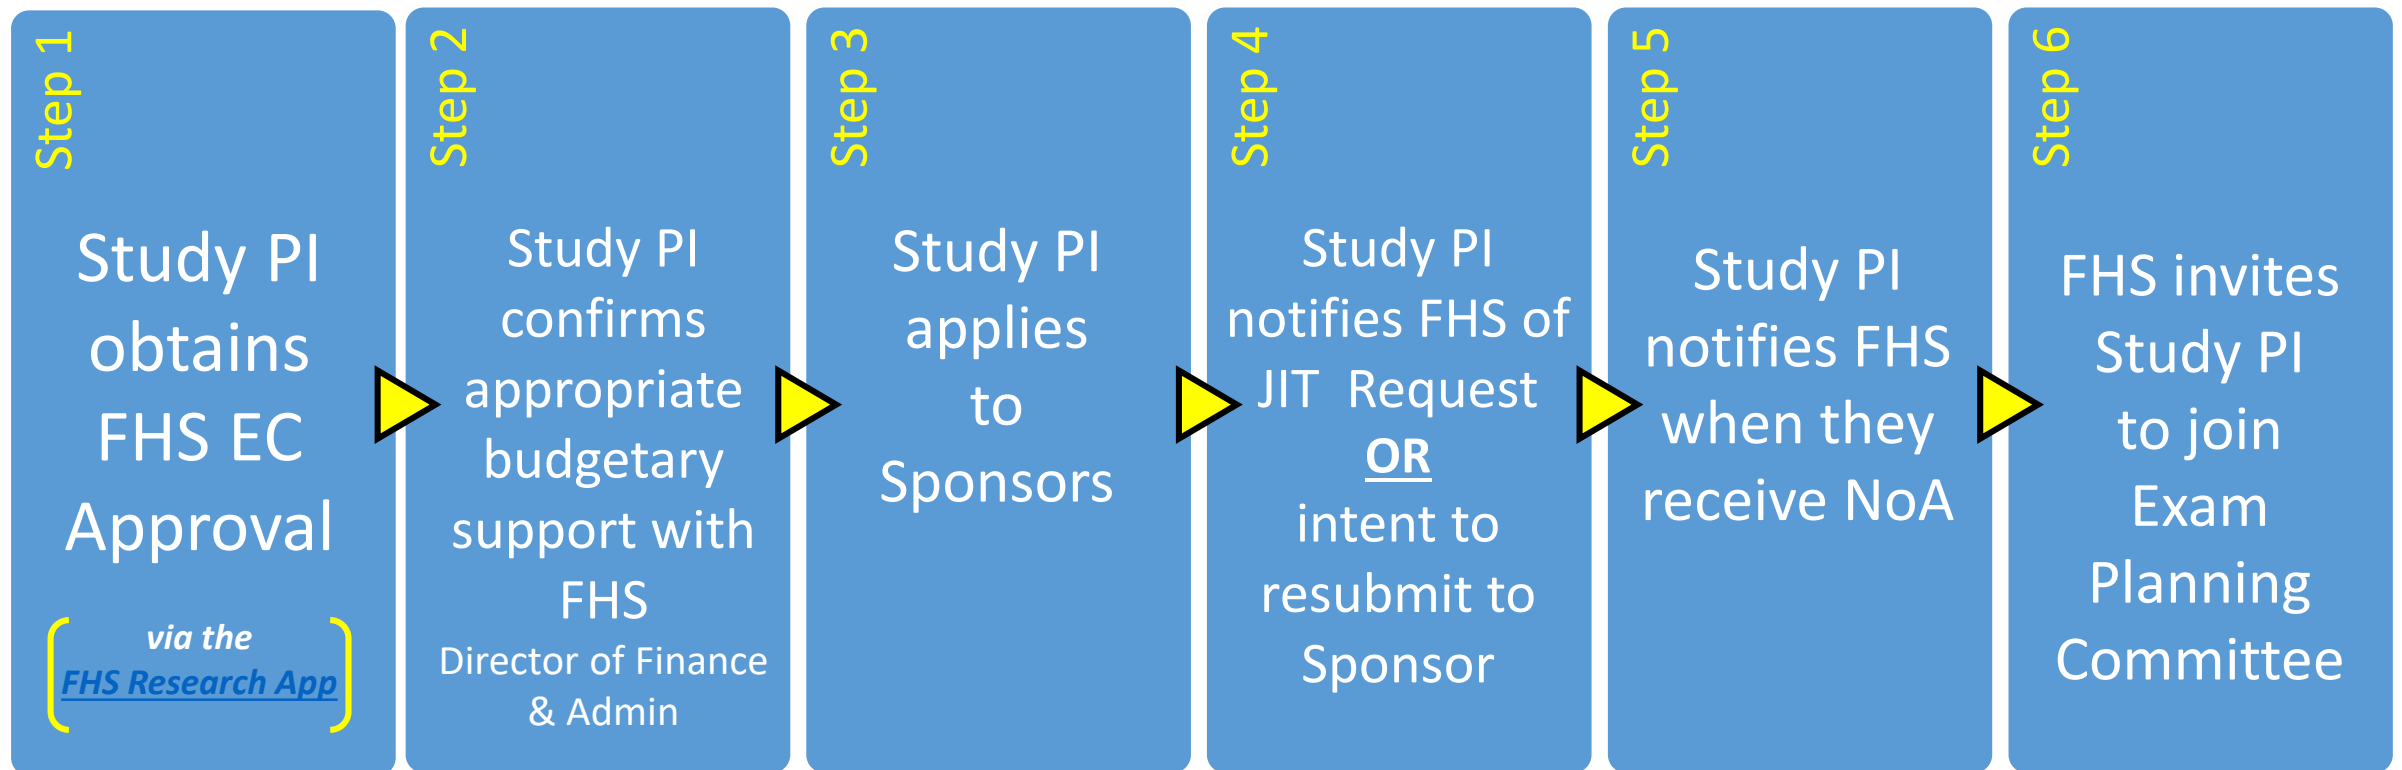 Step 1
Study PI
obtains
FHS EC
Approval
via the
FHS Research App
Step 2
Study PI
confirms
appropriate
budgetary
support with
FHS
Director of Finance
& Admin
Step 3
Study PI
applies
to
Sponsors
Step 4
Study PI
notifies FHS of
JIT  Request
OR
intent to
resubmit to
Sponsor
Step 5
Study PI
notifies FHS
when they
receive NoA
Step 6
FHS invites
Study PI
to join
Exam
Planning
Committee